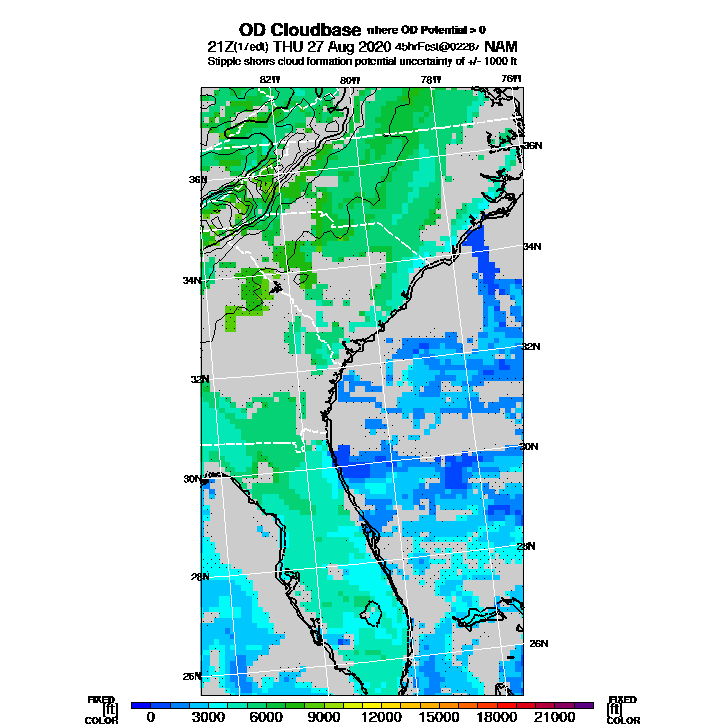 OD Cloudbase where OD Potential > 0
21Z(17edt) THU 27 Aug 2020 45hrFcst@0226z NAM
Stipple shows cloud formation potential uncertainty of +/- 1000 ft
82W 80W 78W 76W
36N
36N
34N
34N
32N
32N
30N
30N
28N
28N
26N
26N
FIXED FIXED
[ft] 0 3000 6000 9000 12000 15000 18000 21000 [ft]
COLOR COLOR